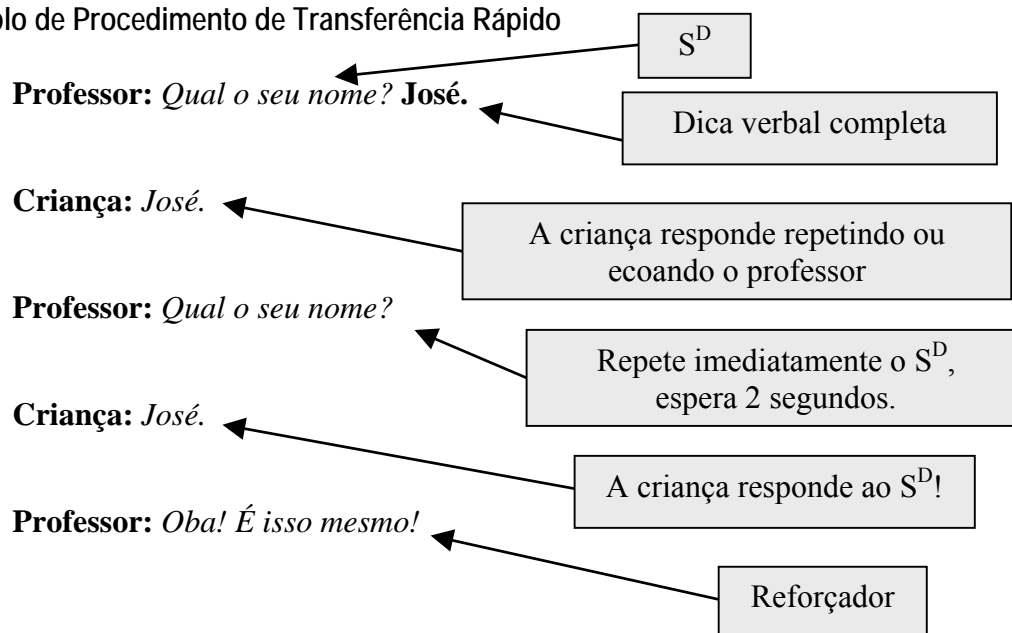 plo de Procedimento de Transferência Rápido
S^D
Professor: Qual o seu nome? José.
Dica verbal completa
Criança: José.
A criança responde repetindo ou
ecoando o professor
Professor: Qual o seu nome?
Repete imediatamente o S^D,
espera 2 segundos.
Criança: José.
A criança responde ao S^D!
Professor: Oba! É isso mesmo!
Reforçador